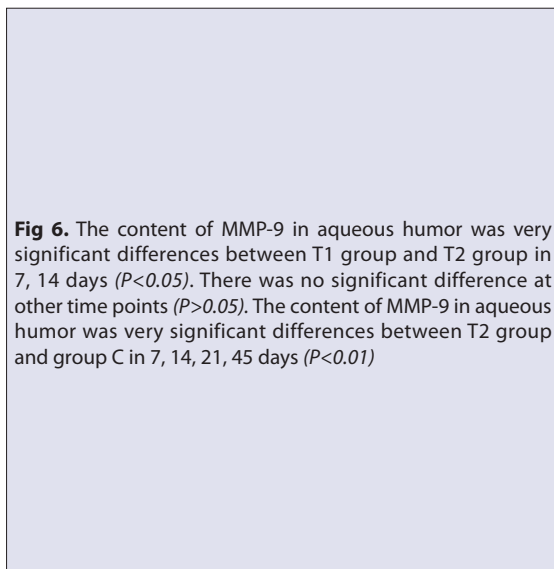 Fig 6. The content of MMP-9 in aqueous humor was very
significant differences between T1 group and T2 group in
7, 14 days (P<0.05). There was no significant difference at
other time points (P>0.05). The content of MMP-9 in aqueous
humor was very significant differences between T2 group
and group C in 7, 14, 21, 45 days (P<0.01)